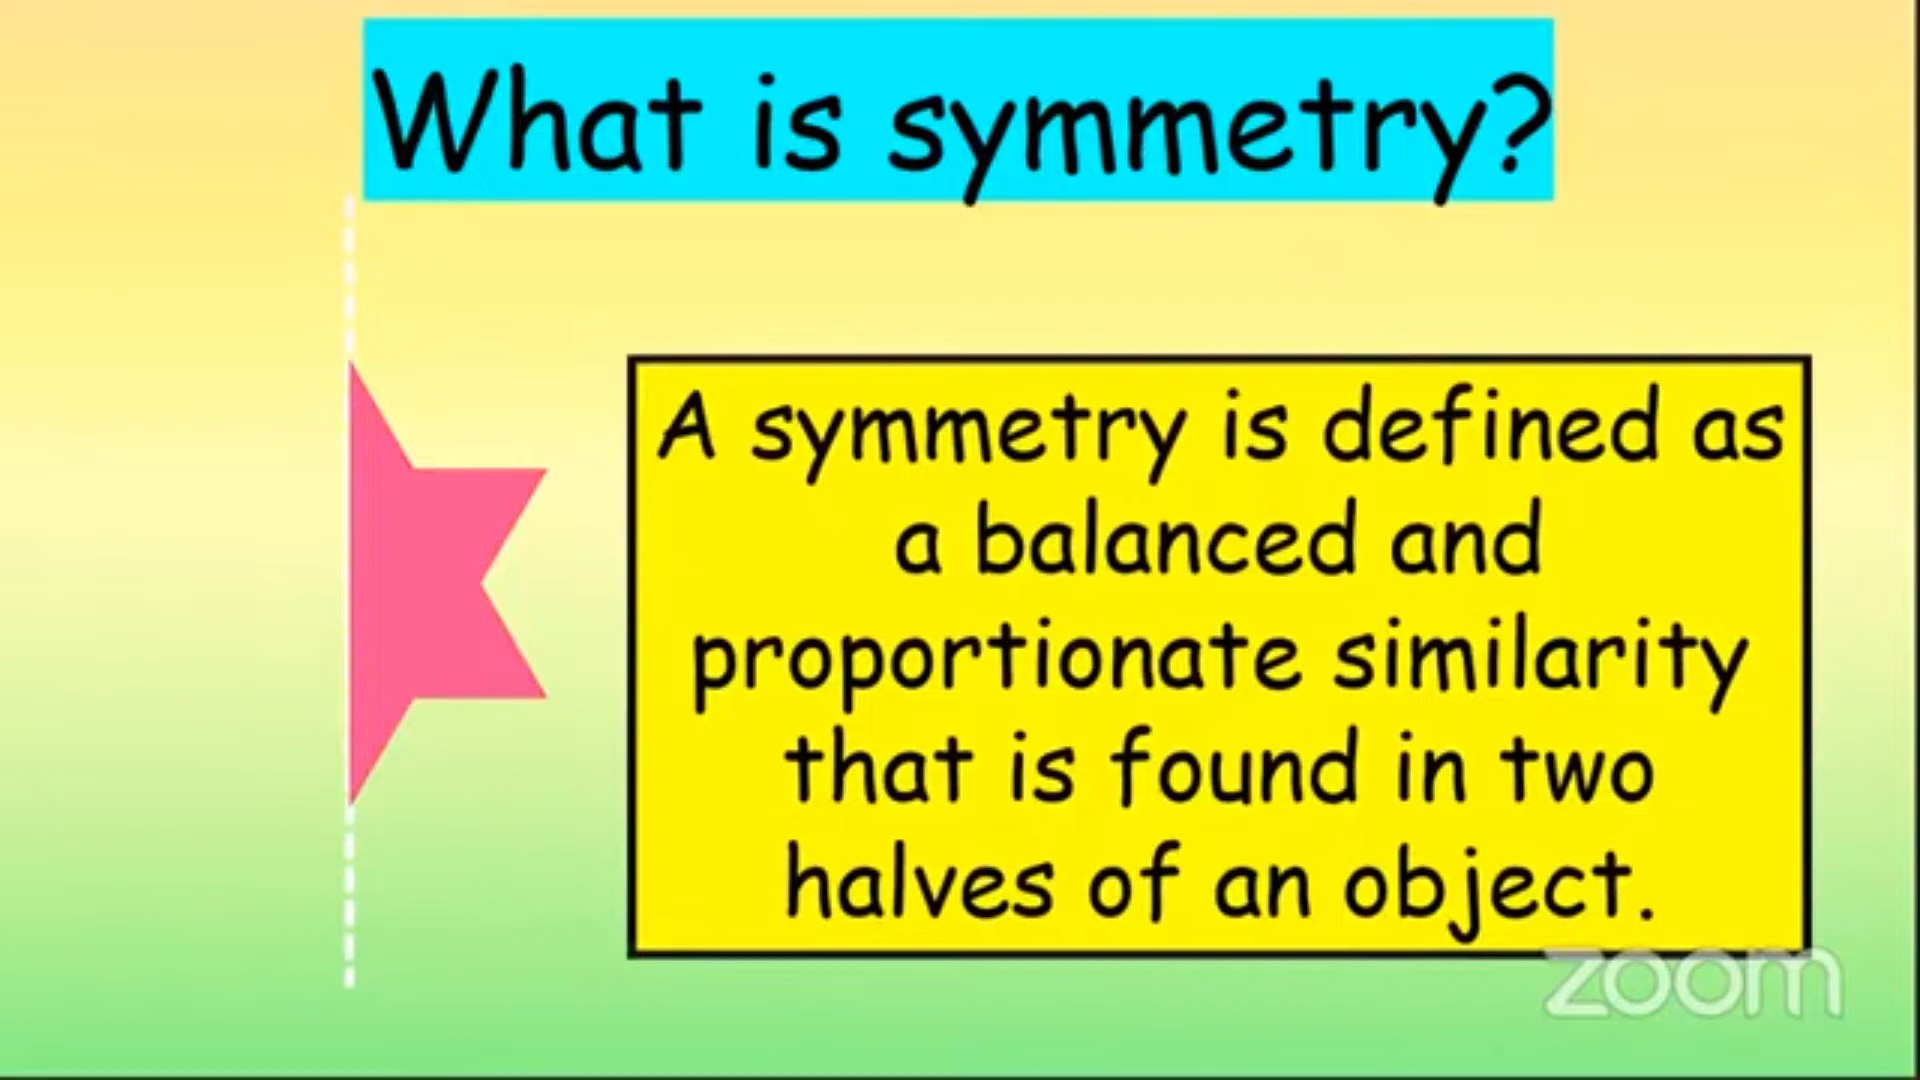 What is symmetry?
A symmetry is defined as
a balanced and
proportionate similarity
that is found in two
halves of an object.
zoom